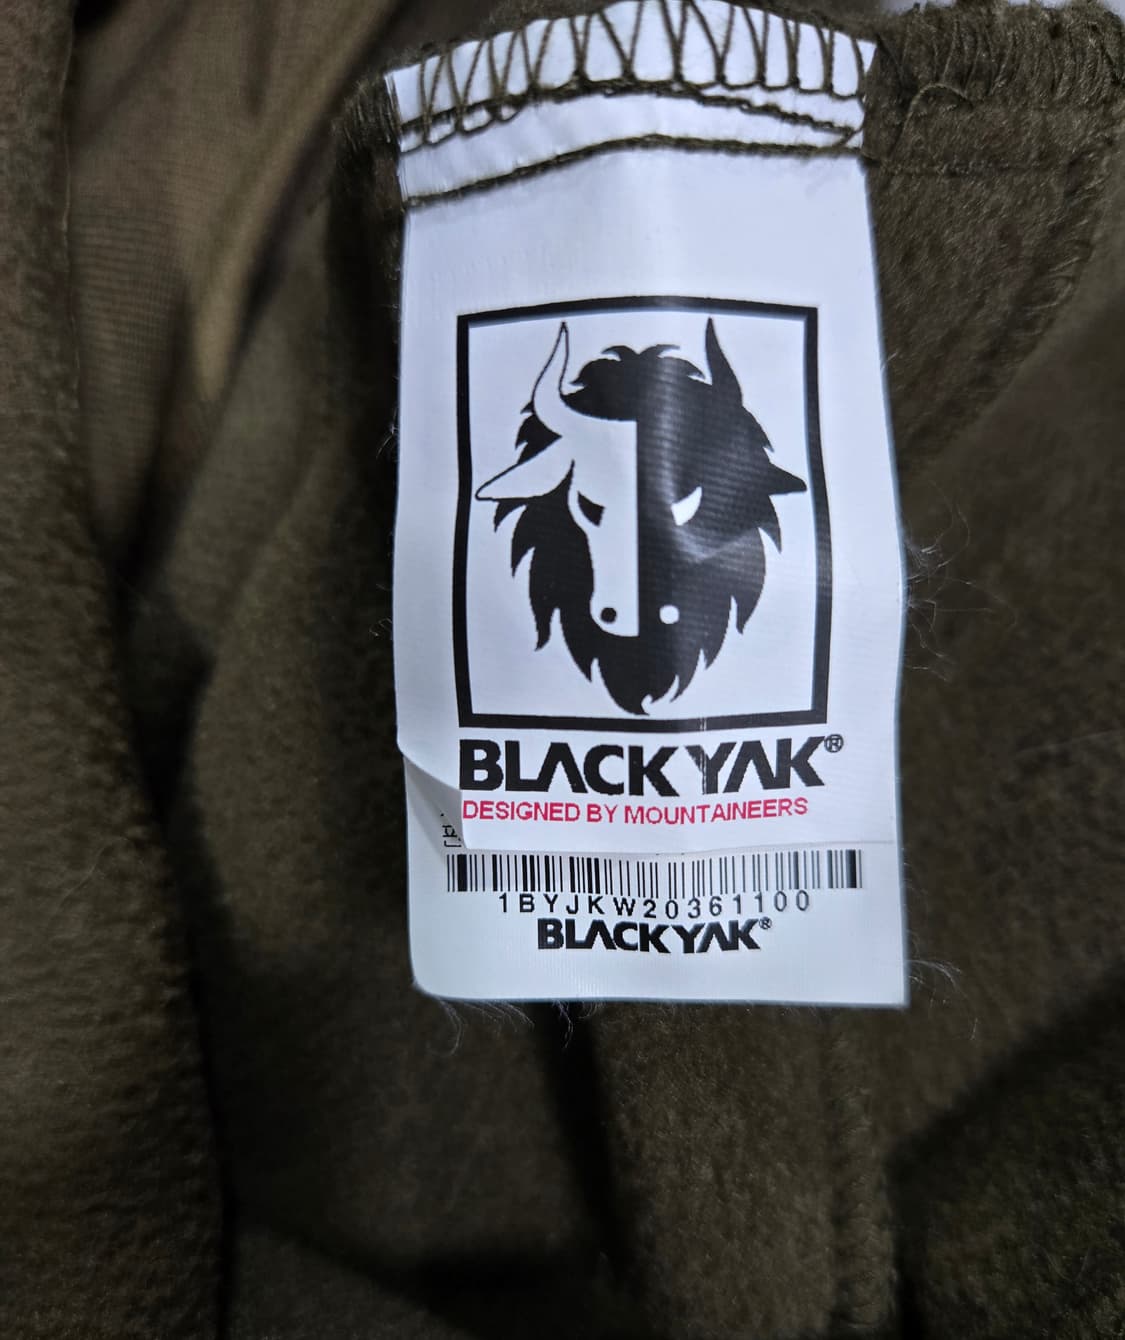 BLACKYAK®
DESIGNED BY MOUNTAINEERS
1BYJKW20361100
BLACKYAK®